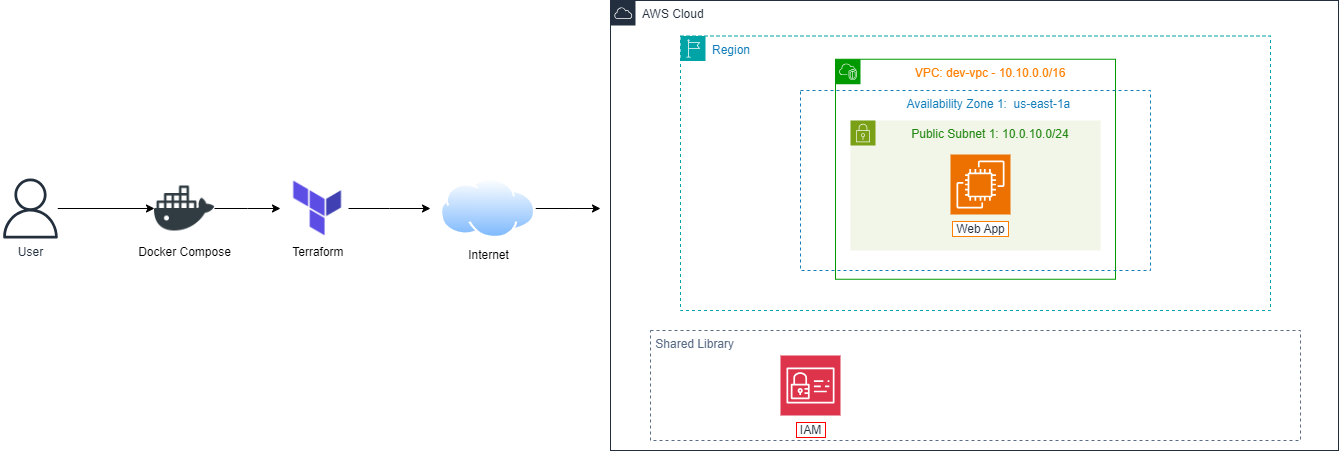 AWS Cloud
Region
VPC: dev-vpc - 10.10.0.0/16
Availability Zone 1: us-east-1a
Public Subnet 1: 10.0.10.0/24
Web App
User
Docker Compose
Terraform
Internet
Shared Library
IAM